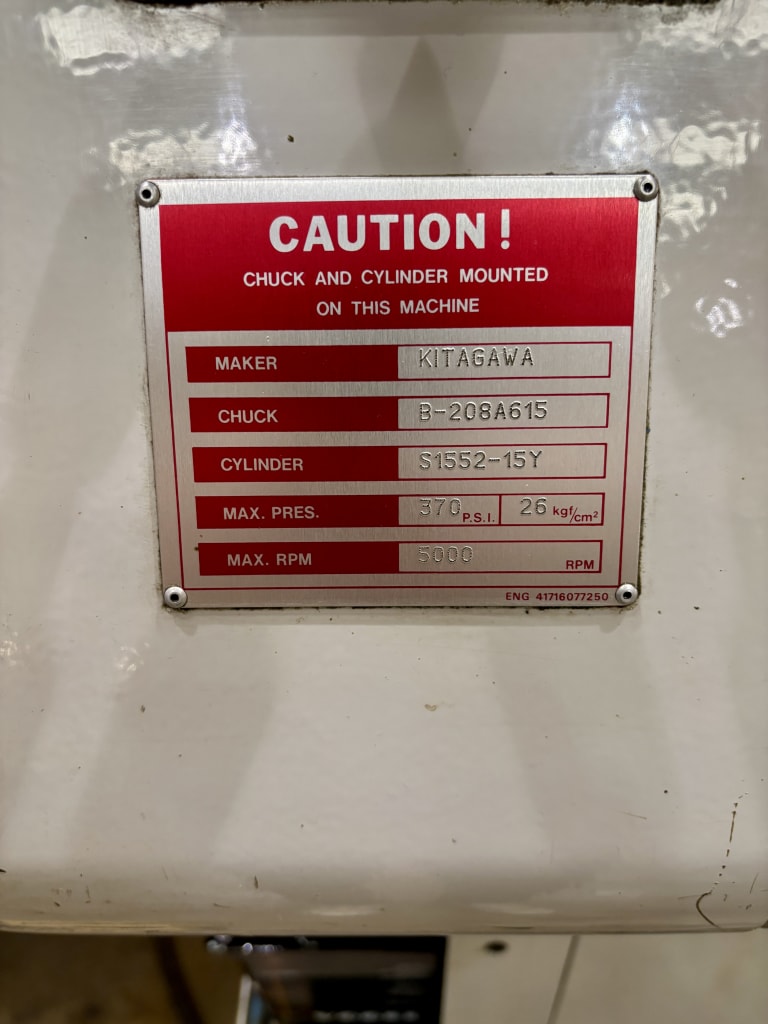 CAUTION!
CHUCK AND CYLINDER MOUNTED
ON THIS MACHINE
MAKER KITAGAWA
CHUCK B-208A615
CYLINDER S1552-15Y
MAX. PRES. 370 P.S.I. 26 kgf/cm²
MAX. RPM 5000 RPM
ENG 41716077250